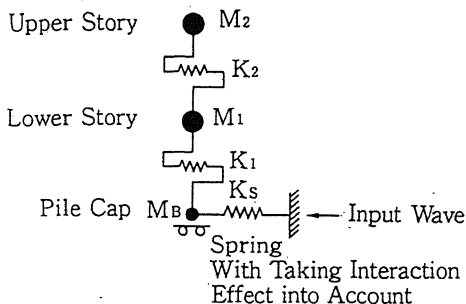 Upper Story M2
K2
Lower Story M1
K1
Ks
Pile Cap MB
Input Wave
Spring
With Taking Interaction
Effect into Account